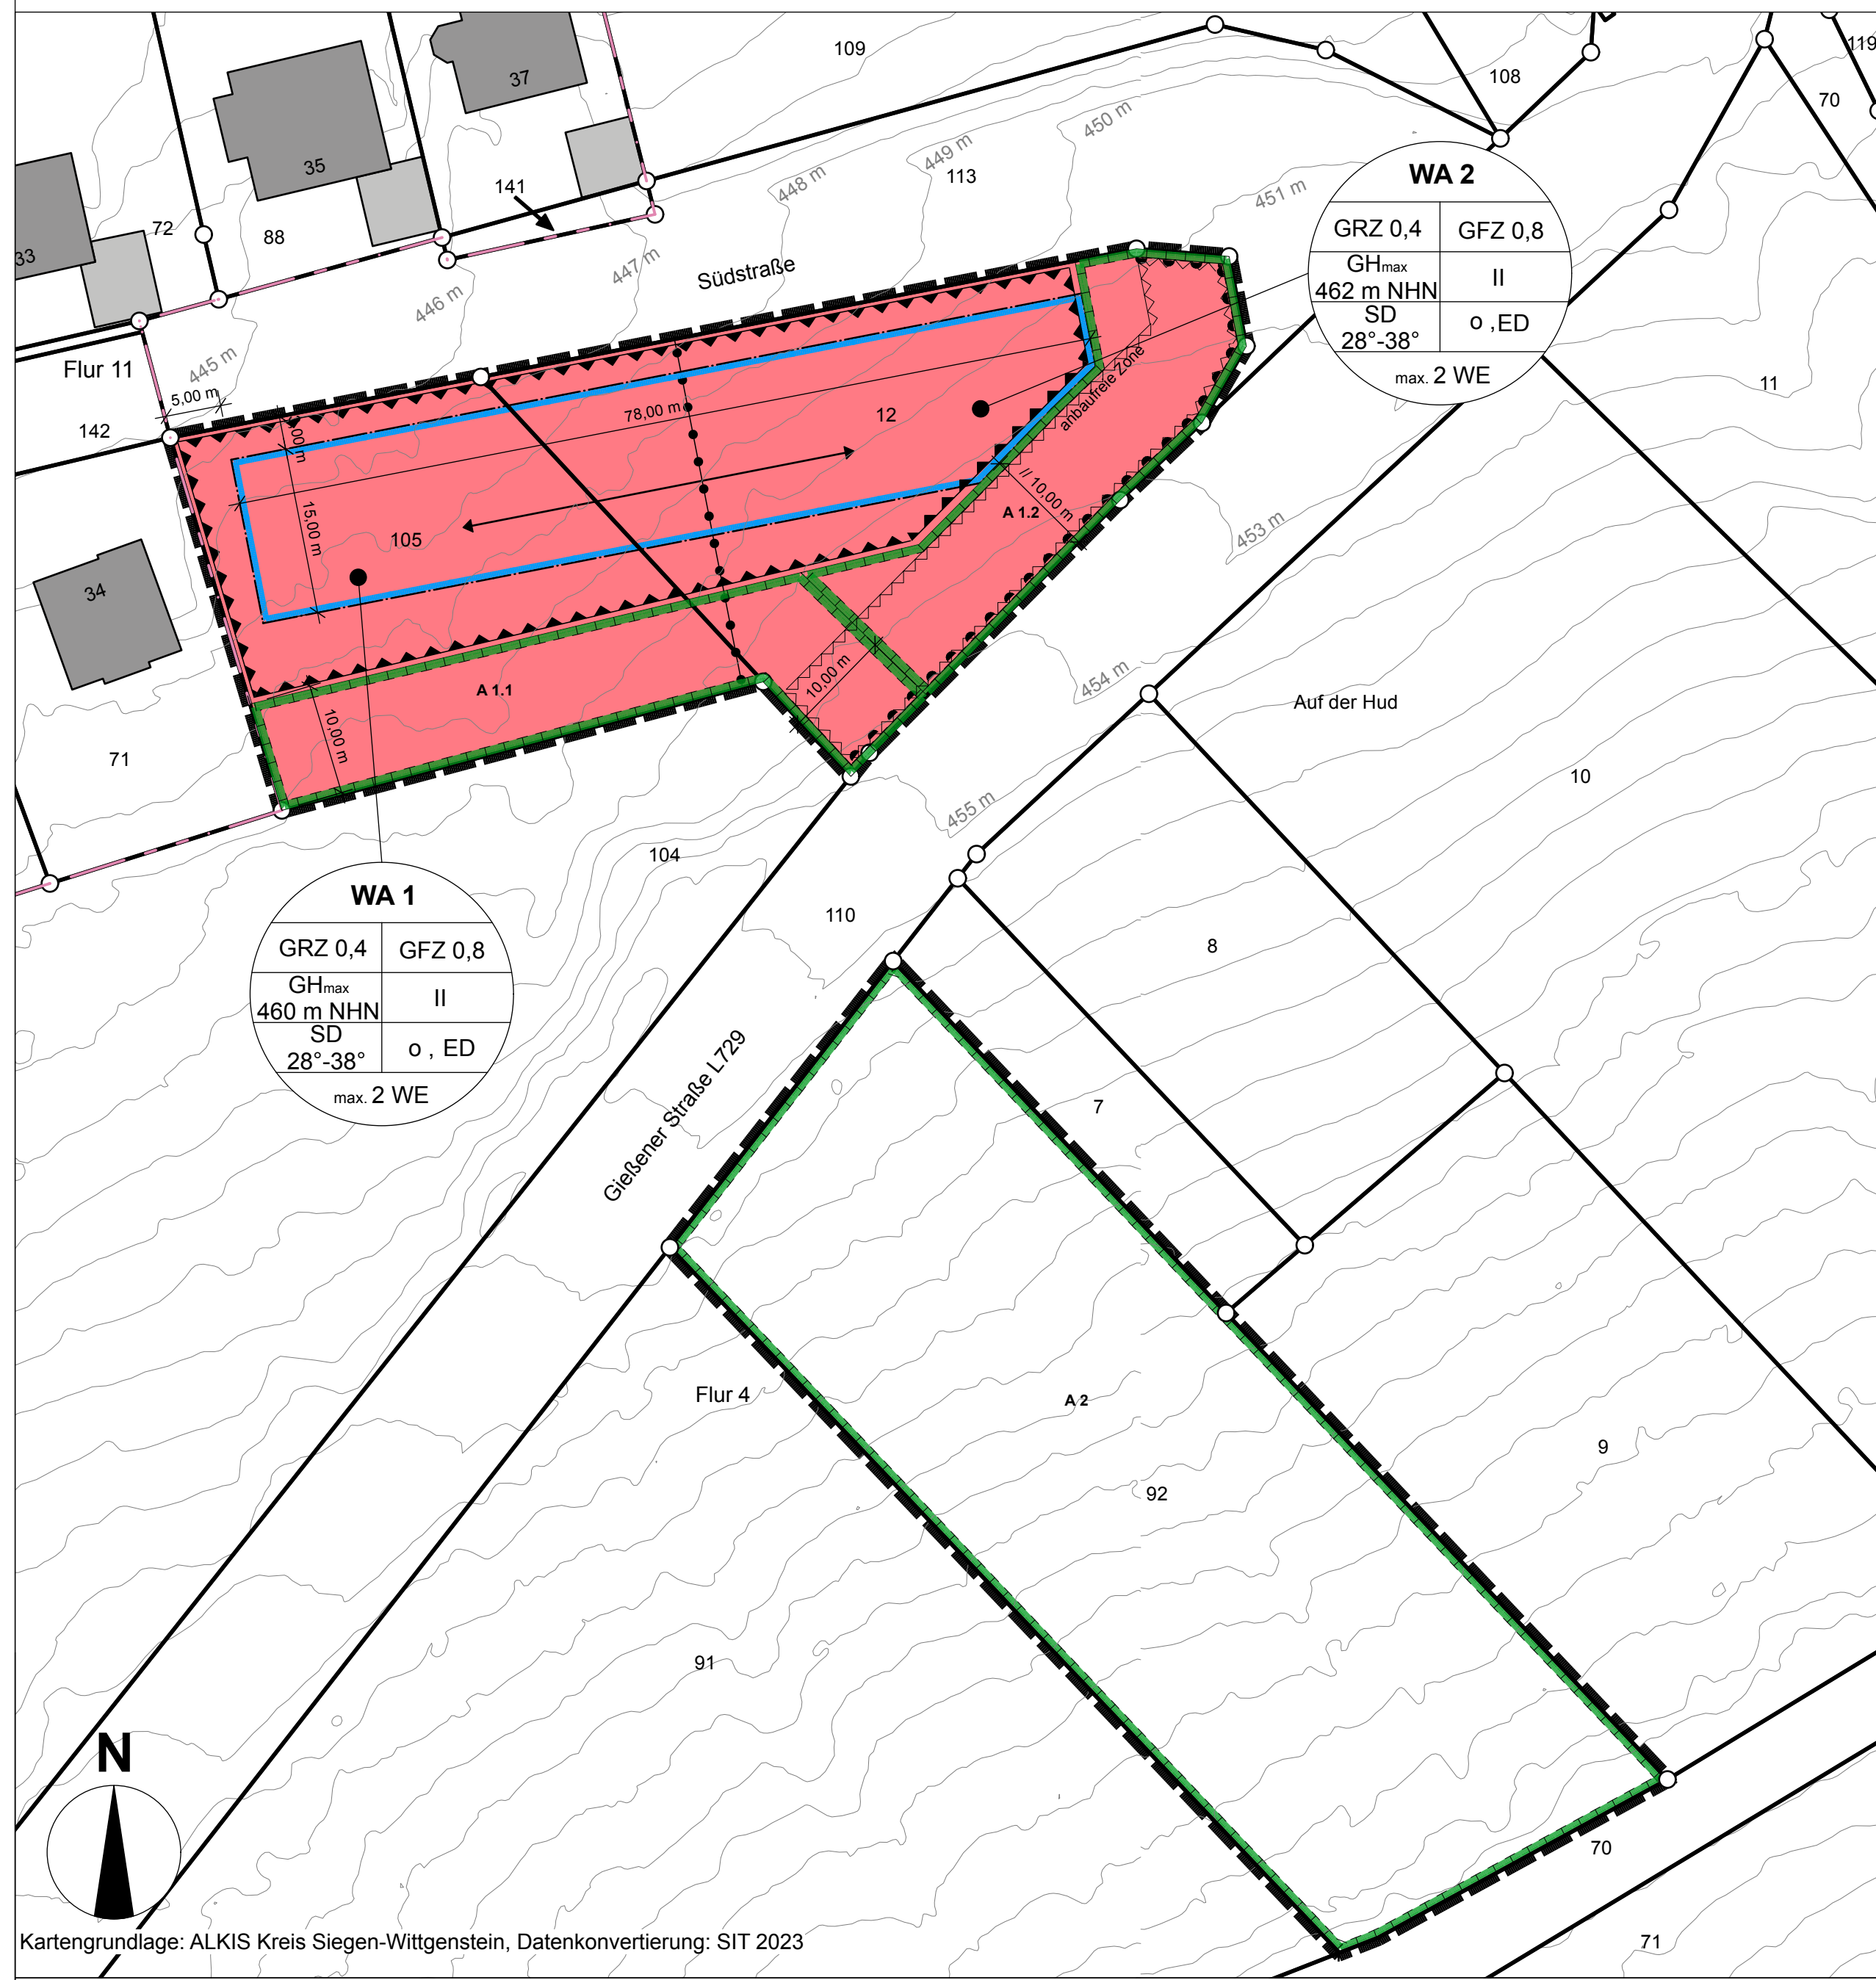 109
119
108
70
37
35
33
34
72
88
141
113
450 m
449 m
448 m
451 m
447 m
446 m
445 m
Südstraße
WA 2
GRZ 0,4
GFZ 0,8
GHmax
462 m NHN
II
SD
28°-38°
o ,ED
max. 2 WE
Flur 11
5,00 m
142
78,00 m
12
11
anbaufreie Zone
15,00 m
// 10,00 m
A 1.2
105
453 m
454 m
A 1.1
10,00 m
10,00 m
71
Auf der Hud
10
455 m
104
110
8
WA 1
GRZ 0,4
GFZ 0,8
GHmax
460 m NHN
II
SD
28°-38°
o , ED
max. 2 WE
Gießener Straße L729
7
Flur 4
A 2
9
92
91
N
70
71
Kartengrundlage: ALKIS Kreis Siegen-Wittgenstein, Datenkonvertierung: SIT 2023